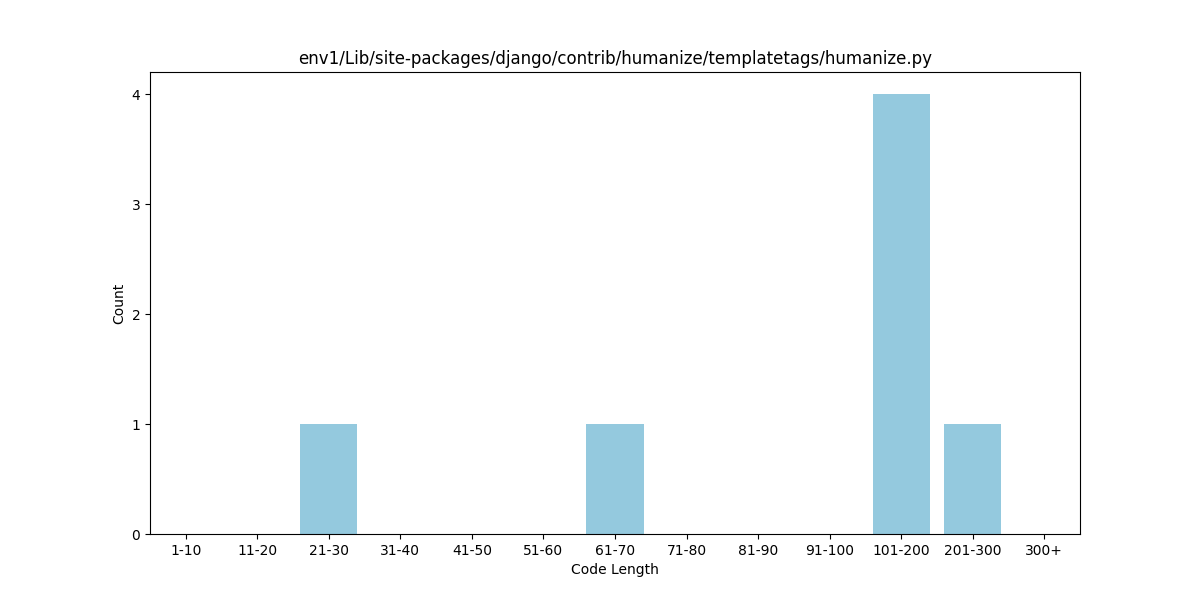 env1/Lib/site-packages/django/contrib/humanize/templatetags/humanize.py
4
3
2
1
0
Count
1-10 11-20 21-30 31-40 41-50 51-60 61-70 71-80 81-90 91-100 101-200 201-300 300+
Code Length